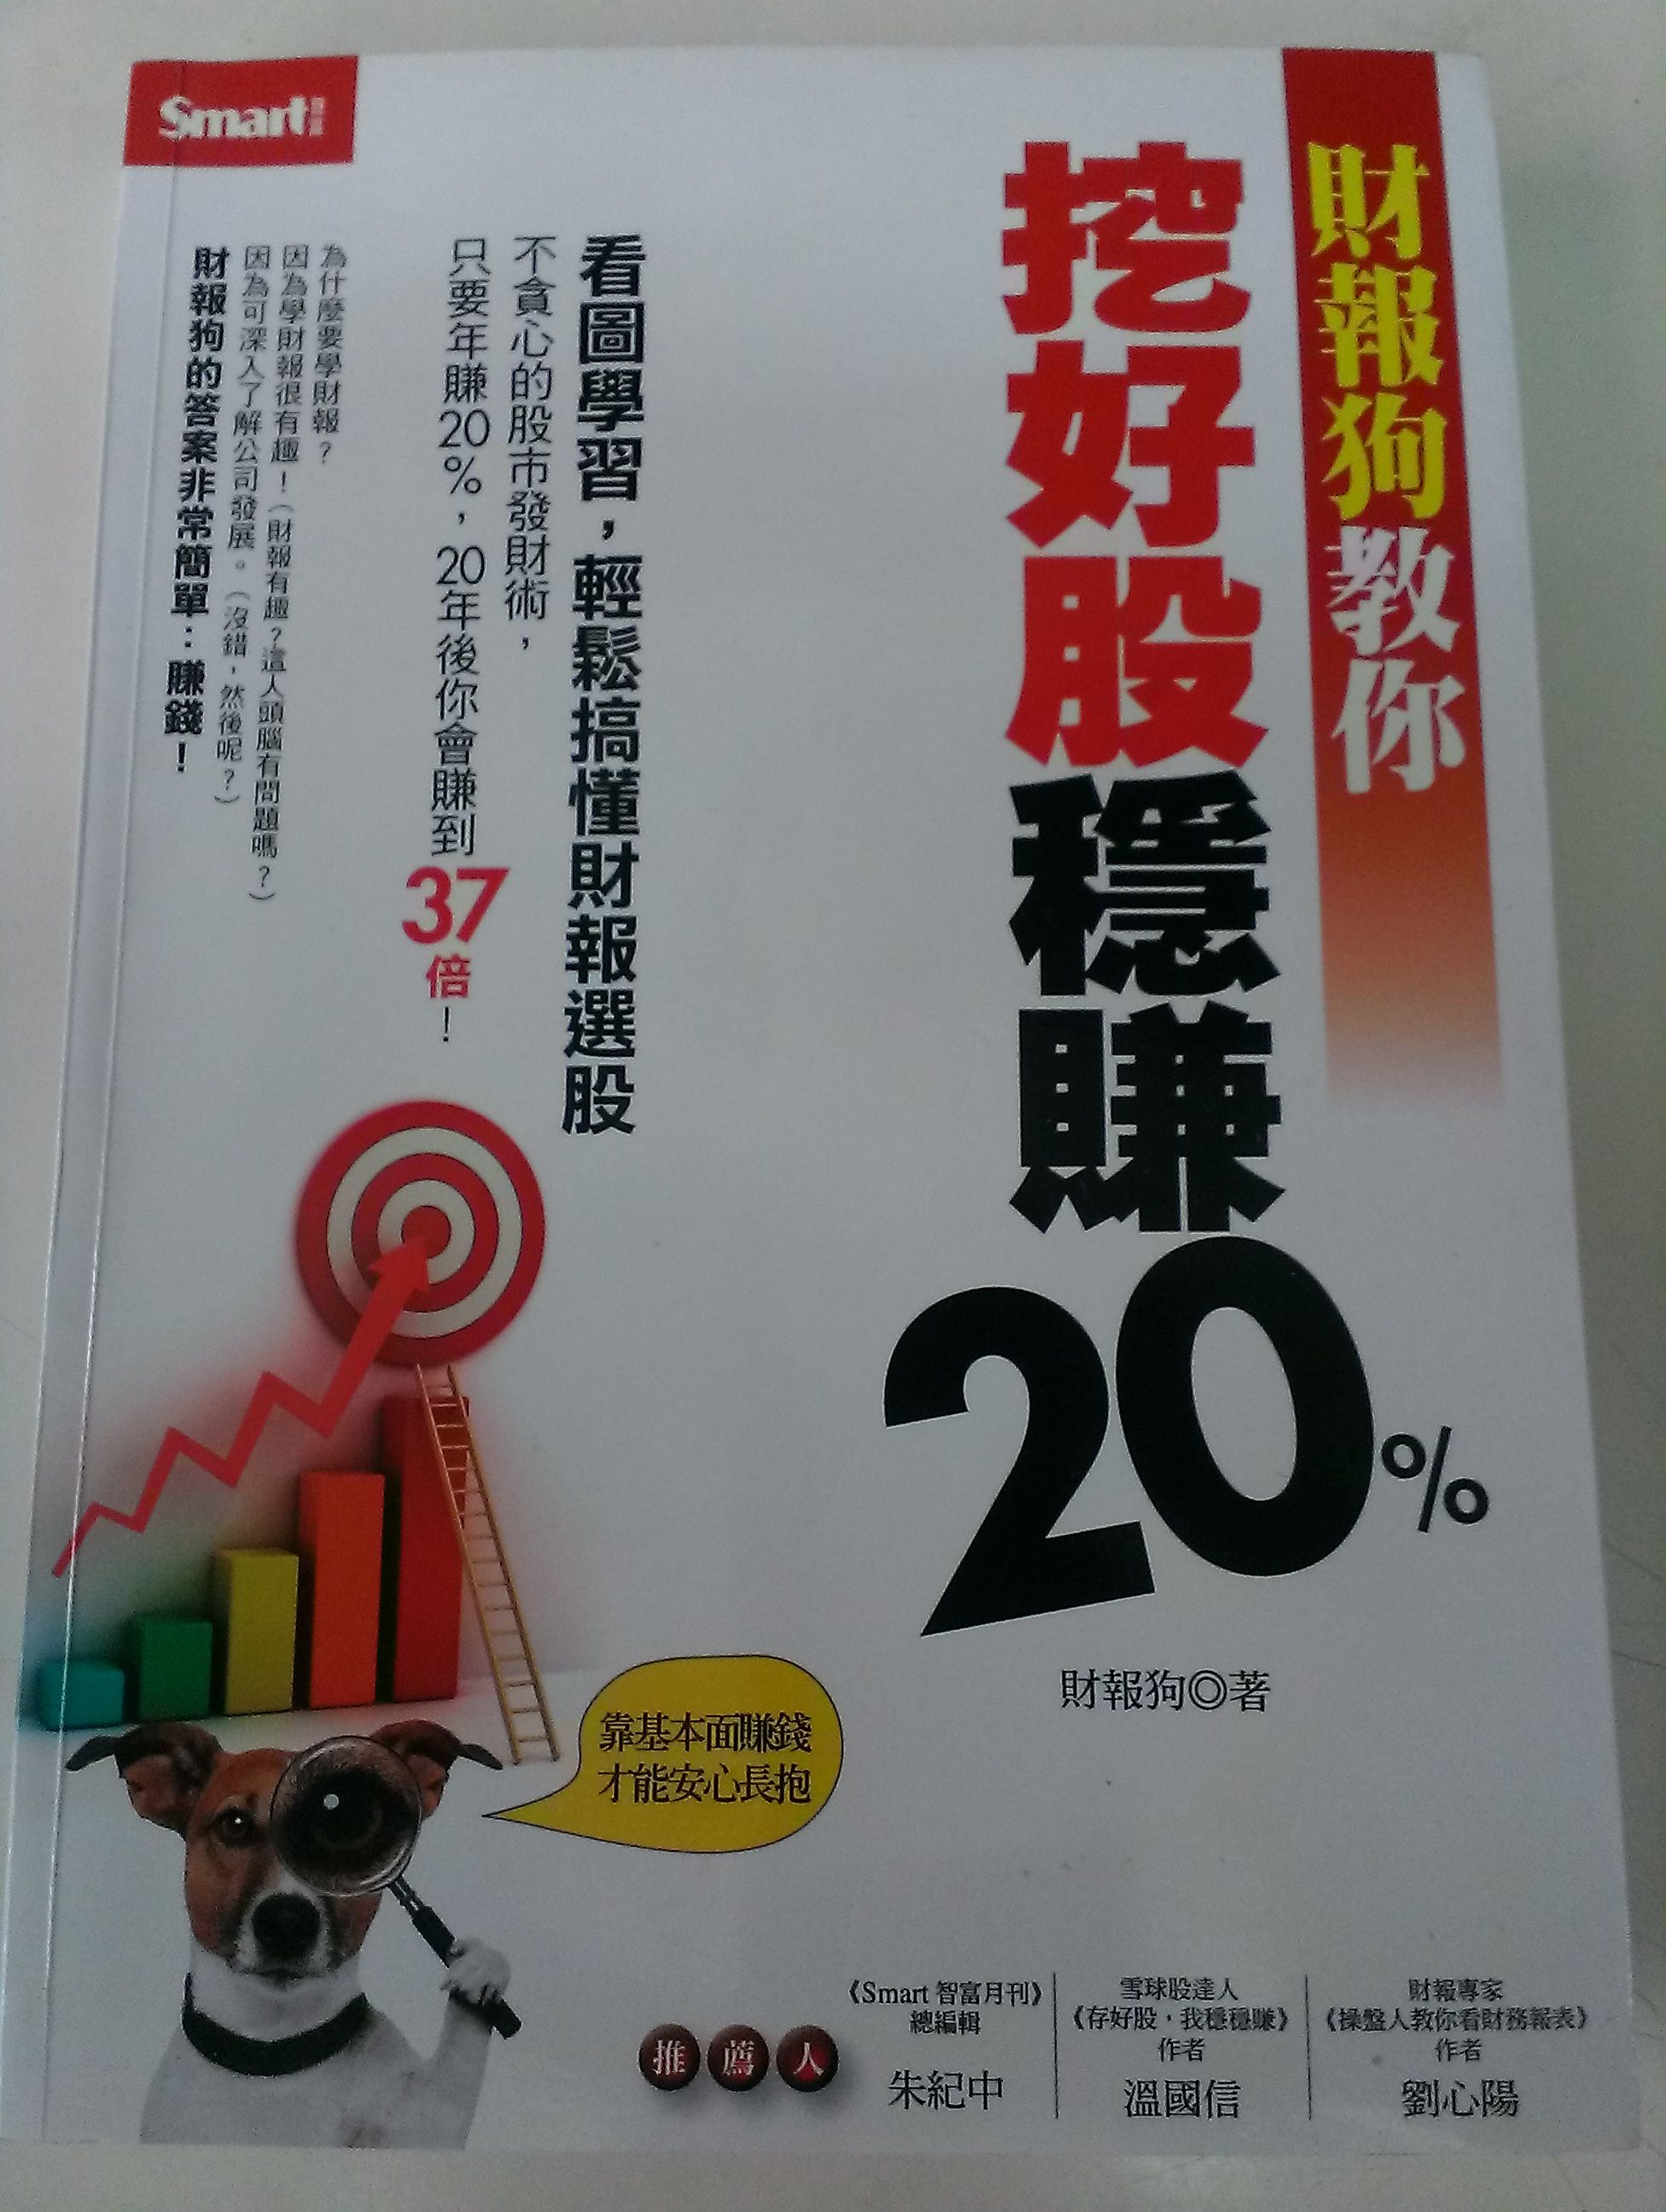 Smart智富
財報狗教你
挖好股穩賺
20%
財報狗◎著
看圖學習，輕鬆搞懂財報選股
不貪心的股市發財術，
只要年賺20%，20年後你會賺到37倍！
為什麼要學財報？
因為學財報很有趣！（財報有趣？這人頭腦有問題嗎？）
因為可深入了解公司發展。（沒錯，然後呢？）
財報狗的答案非常簡單：賺錢！
靠基本面賺錢
才能安心長抱
推薦人
《Smart 智富月刊》
總編輯
朱紀中
雪球股達人
《存好股，我穩穩賺》
作者
溫國信
財報專家
《操盤人教你看財務報表》
作者
劉心陽